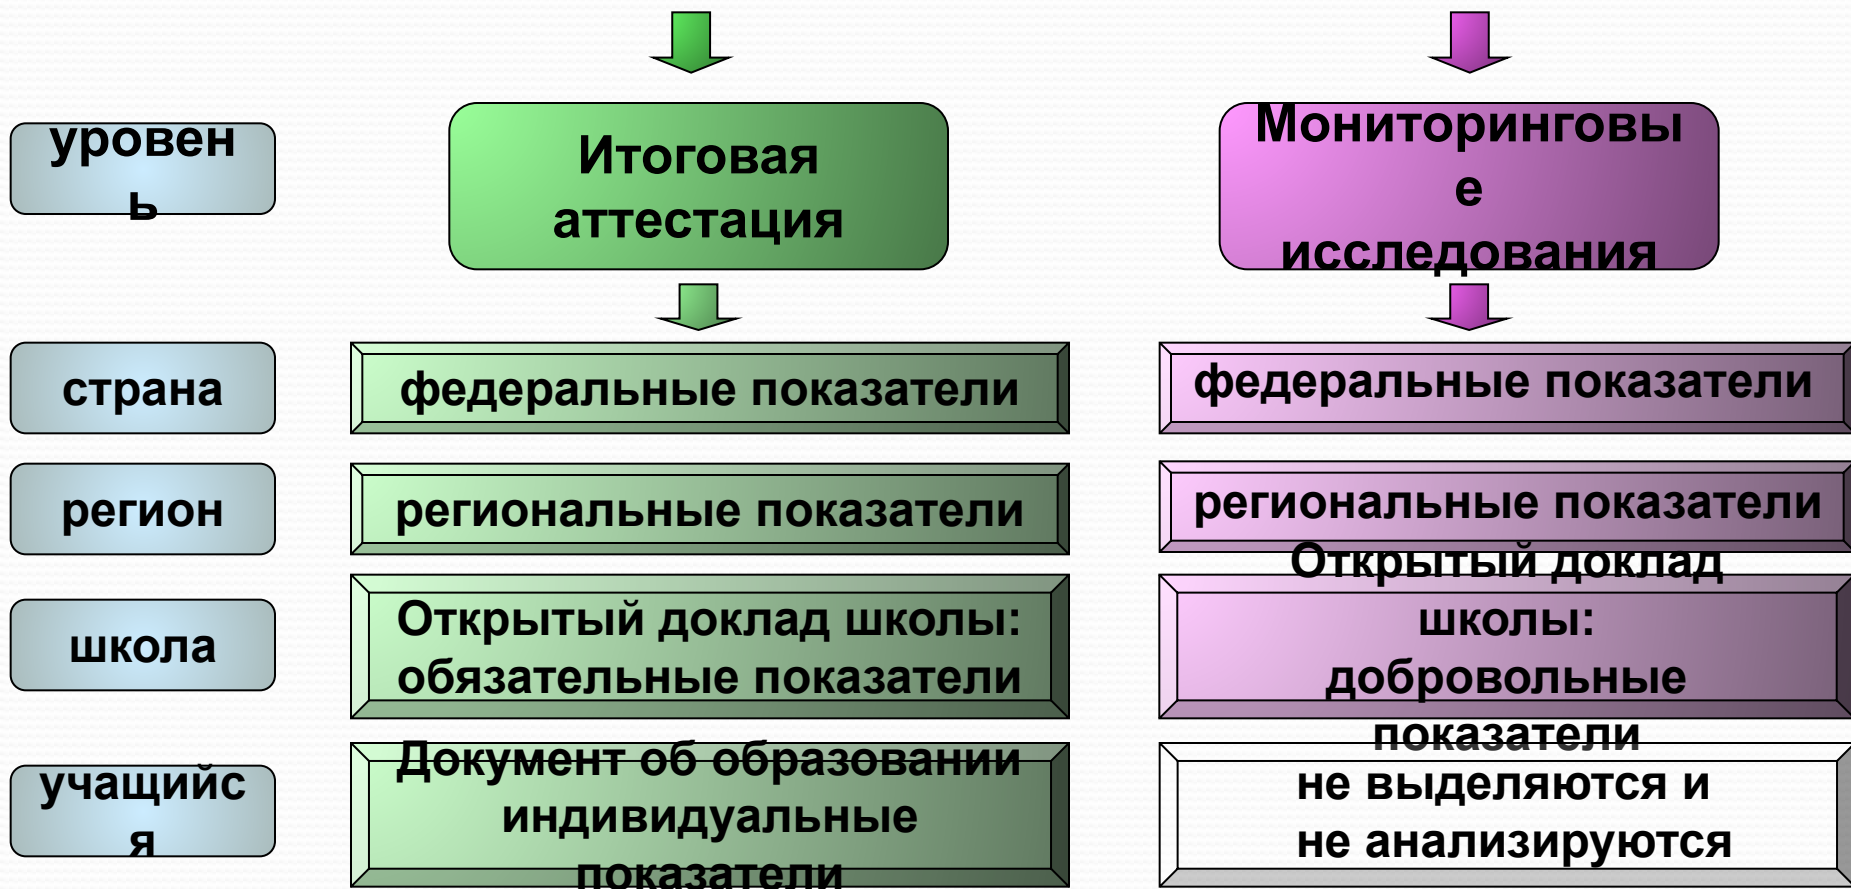 уровен
ь
Итоговая
аттестация
Мониторинговы
е
исследования
страна
федеральные показатели
федеральные показатели
регион
региональные показатели
региональные показатели
школа
Открытый доклад школы:
обязательные показатели
Открытый доклад
школы:
добровольные
показатели
учащийс
я
Документ об образовании
индивидуальные
показатели
не выделяются и
не анализируются